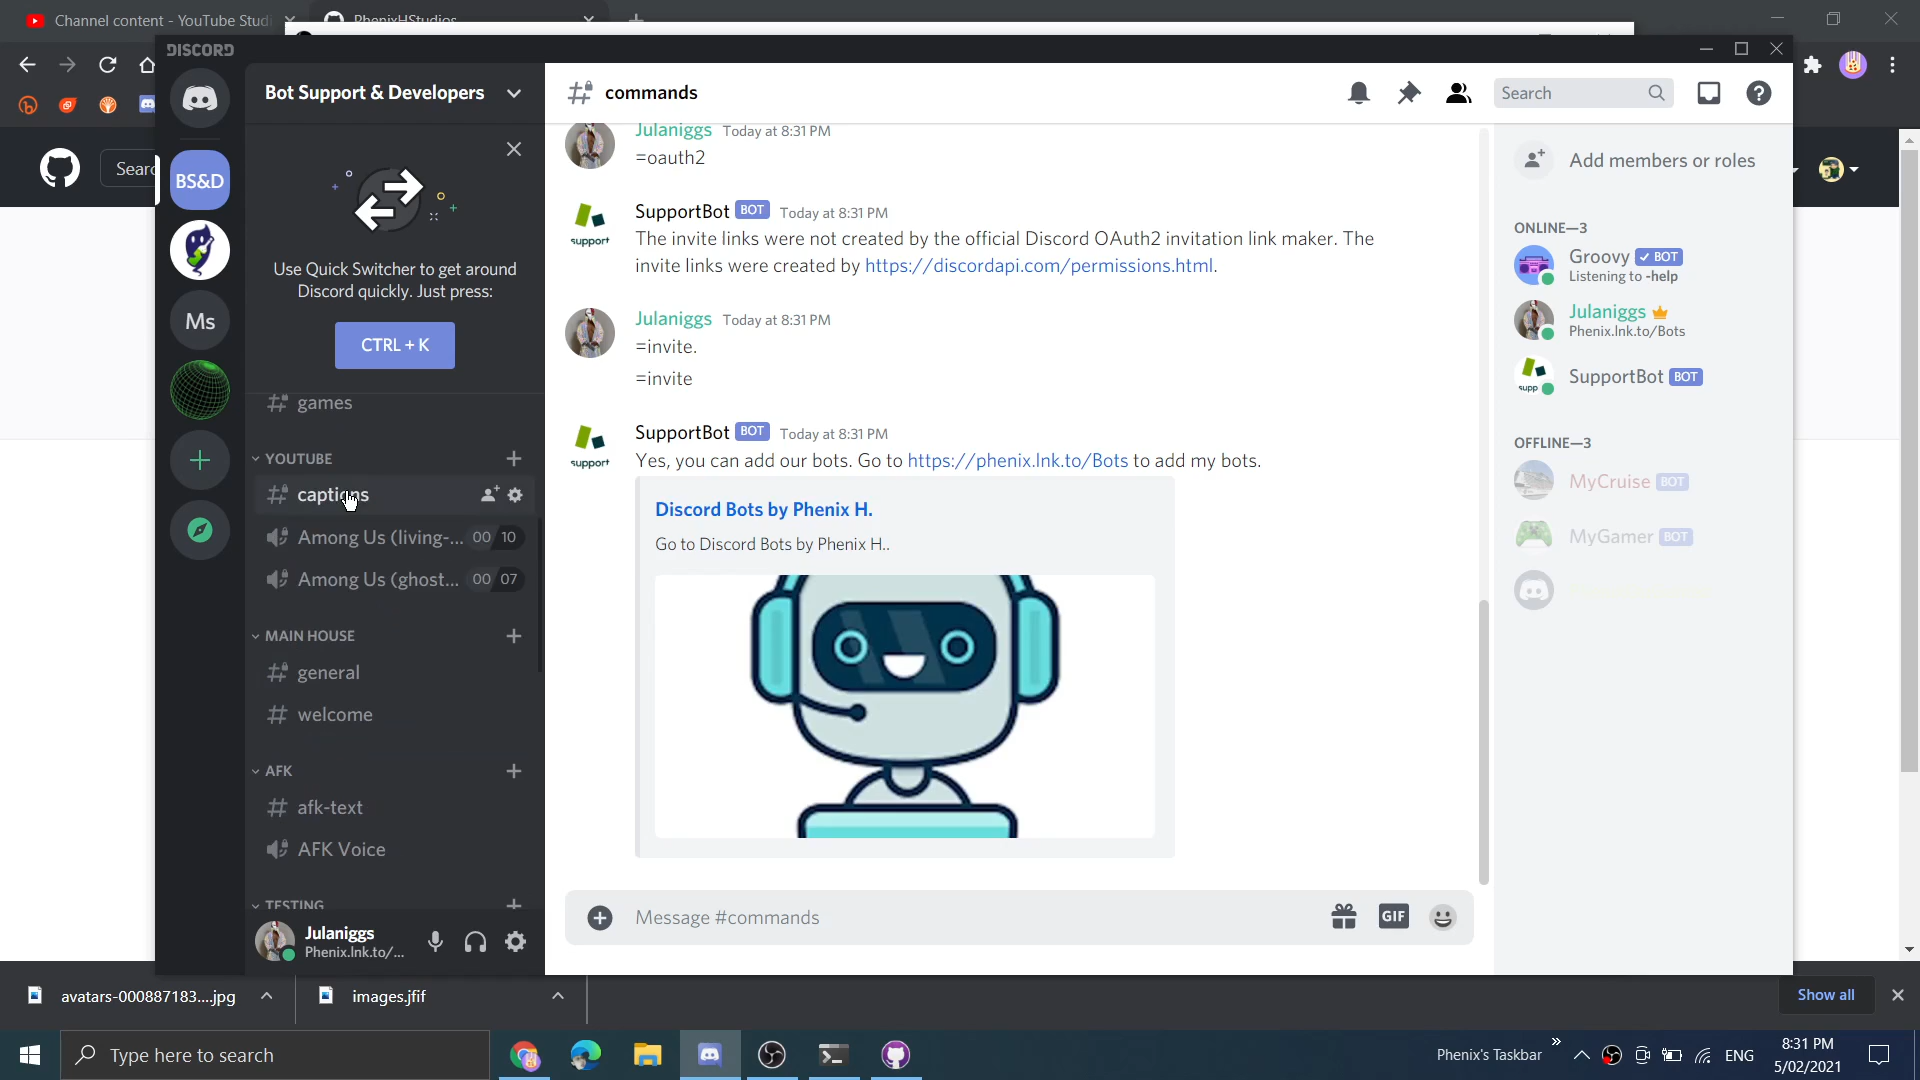 Channel content - YouTube Studi
PhenixHStudios
DISCORD
Bot Support & Developers
commands
Search
Sear
BS&D
Ms
Use Quick Switcher to get around
Discord quickly. Just press:
CTRL + K
games
YOUTUBE
captions
Among Us (living-... 00 10
Among Us (ghost... 00 07
MAIN HOUSE
general
welcome
AFK
afk-text
AFK Voice
TESTING
Julaniggs
Phenix.lnk.to/...
Julaniggs Today at 8:31 PM
=oauth2
SupportBot BOT Today at 8:31 PM
support
The invite links were not created by the official Discord OAuth2 invitation link maker. The
invite links were created by https://discordapi.com/permissions.html.
Julaniggs Today at 8:31 PM
=invite.
=invite
SupportBot BOT Today at 8:31 PM
support
Yes, you can add our bots. Go to https://phenix.lnk.to/Bots to add my bots.
Discord Bots by Phenix H.
Go to Discord Bots by Phenix H..
Message #commands
GIF
Add members or roles
ONLINE—3
Groovy ✓ BOT
Listening to -help
Julaniggs
Phenix.lnk.to/Bots
SupportBot BOT
supp
OFFLINE—3
MyCruise BOT
MyGamer BOT
avatars-000887183....jpg
images.jfif
Show all
Type here to search
Phenix's Taskbar
ENG
8:31 PM
5/02/2021